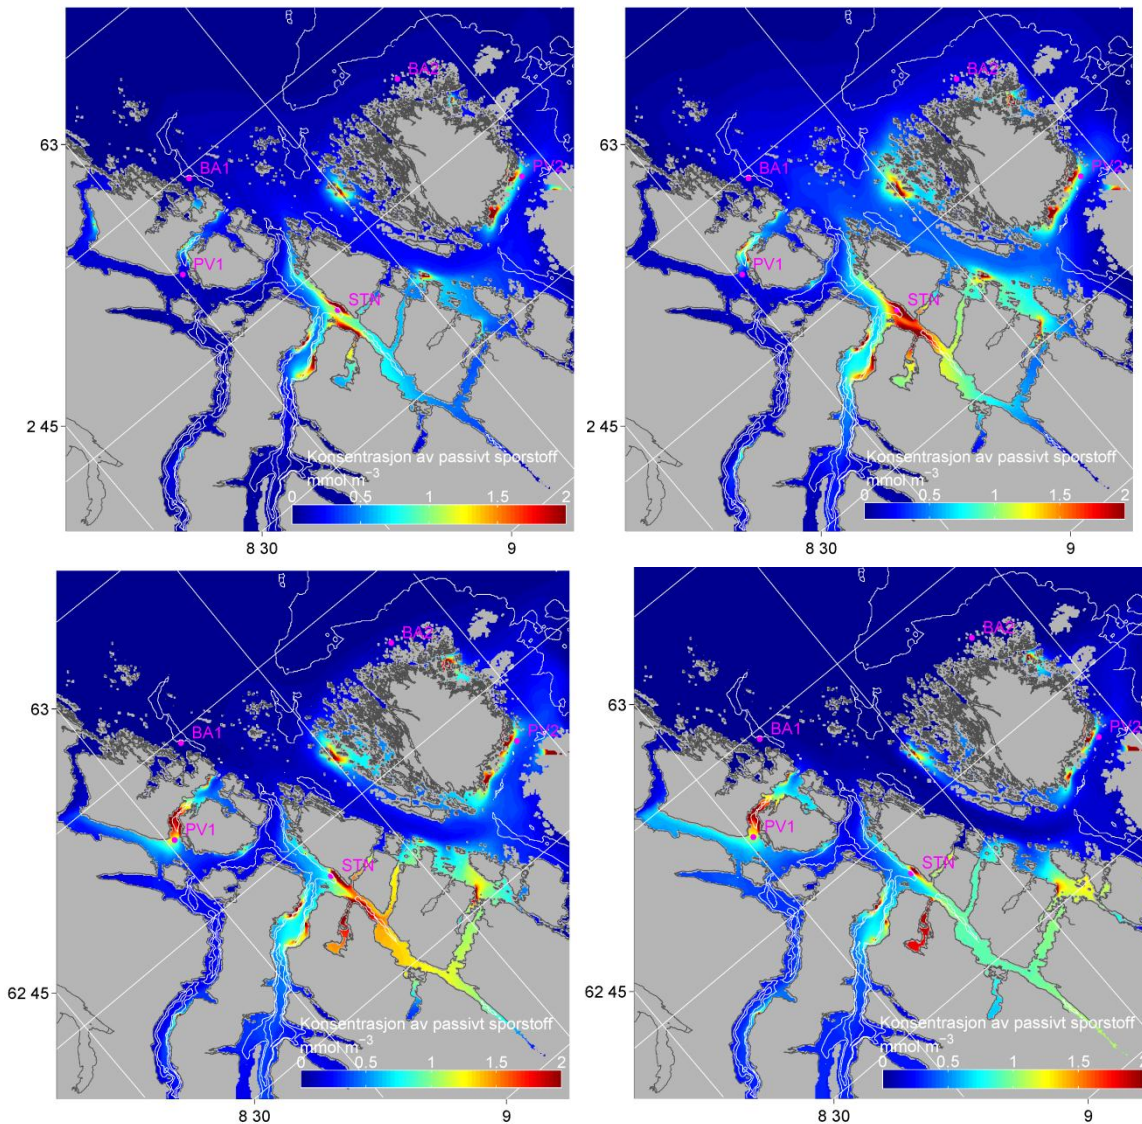 BA2
63
BA1
PV2
PV1
STN
2 45
Konsentrasjon av passivt sporstoff
mmol m⁻³
0 0.5 1 1.5 2
8 30 9
BA2
63
BA1
PV2
PV1
STN
2 45
Konsentrasjon av passivt sporstoff
mmol m⁻³
0 0.5 1 1.5 2
8 30 9
BA2
63
BA1
PV2
PV1
STN
62 45
Konsentrasjon av passivt sporstoff
mmol m⁻³
0 0.5 1 1.5 2
8 30 9
BA2
63
BA1
PV2
PV1
STN
62 45
Konsentrasjon av passivt sporstoff
mmol m⁻³
0 0.5 1 1.5 2
8 30 9